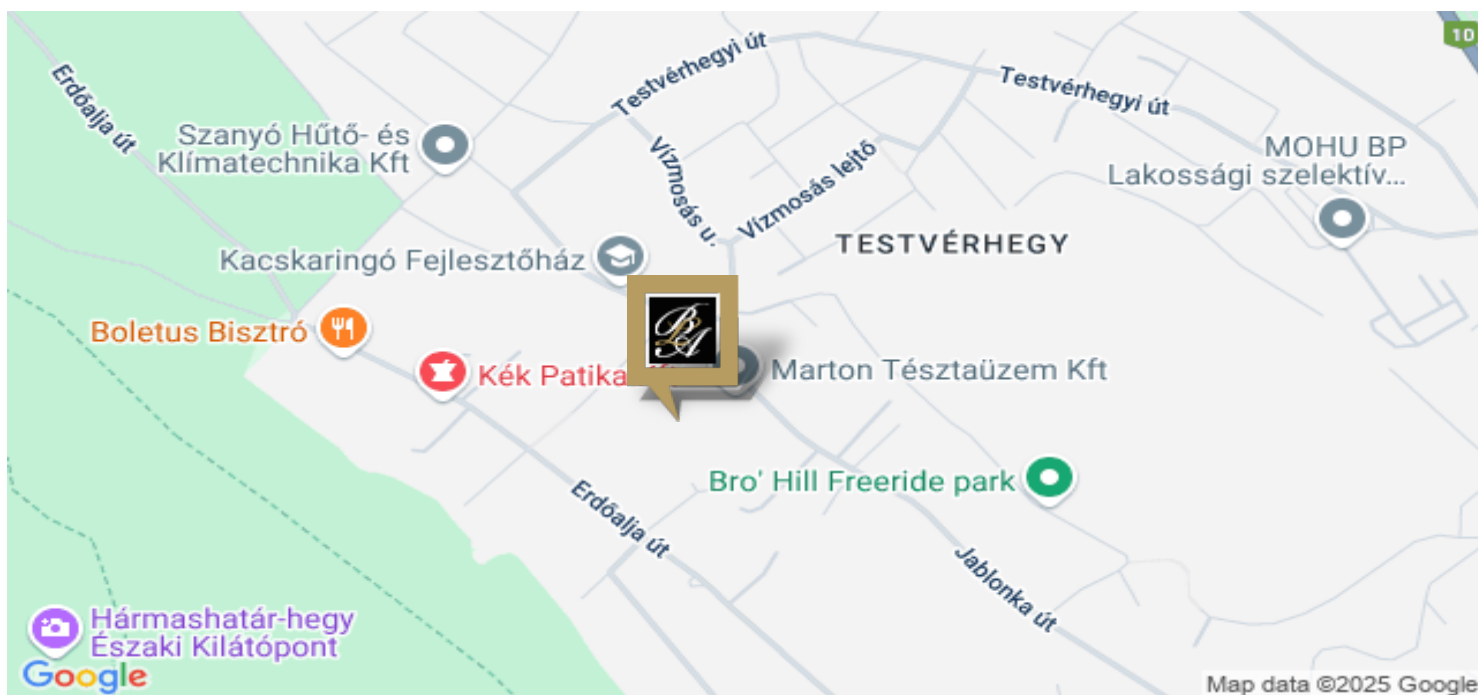 10
Testvérhegyi út
Testvérhegyi út
Erdőalja út
Szanyó Hűtő- és
Klímatechnika Kft
Vízmosás u.
Vízmosás lejtő
MOHU BP
Lakossági szelektív...
TESTVÉRHEGY
Kacskaringó Fejlesztőház
Boletus Bisztró
BLA
Kék Patika
Marton Tésztaüzem Kft
Bro' Hill Freeride park
Erdőalja út
Jablonka út
Hármashatár-hegy
Északi Kilátópont
Google
Map data ©2025 Google